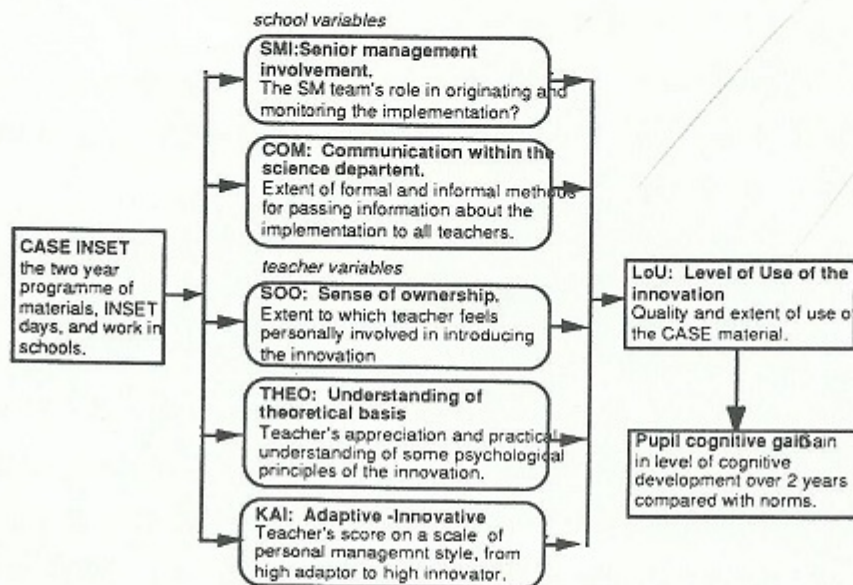 school variables
SMI:Senior management
involvement.
The SM team's role in originating and
monitoring the implementation?
COM: Communication within the
science departent.
Extent of formal and informal methods
for passing information about the
implementation to all teachers.
CASE INSET
the two year
programme of
materials, INSET
days, and work in
schools.
teacher variables
SOO: Sense of ownership.
Extent to which teacher feels
personally involved in introducing
the innovation
THEO: Understanding of
theoretical basis
Teacher's appreciation and practical
understanding of some psychological
principles of the innovation.
KAI: Adaptive -Innovative
Teacher's score on a scale of
personal managemnt style, from
high adaptor to high innovator.
LoU: Level of Use of the
innovation
Quality and extent of use of
the CASE material.
Pupil cognitive gain
in level of cognitive
development over 2 years
compared with norms.